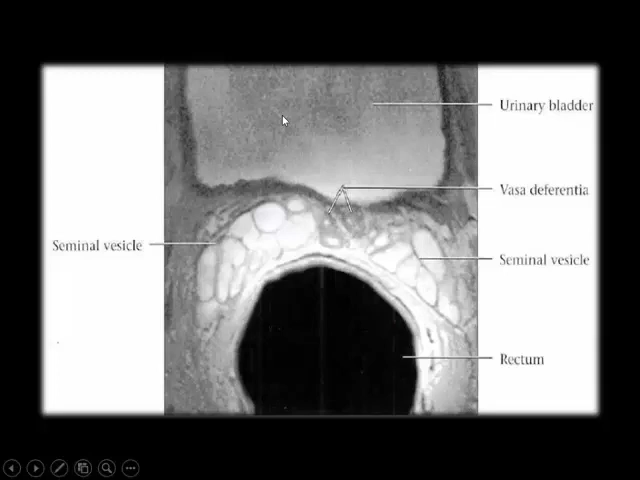 Urinary bladder
Vasa deferentia
Seminal vesicle
Seminal vesicle
Rectum